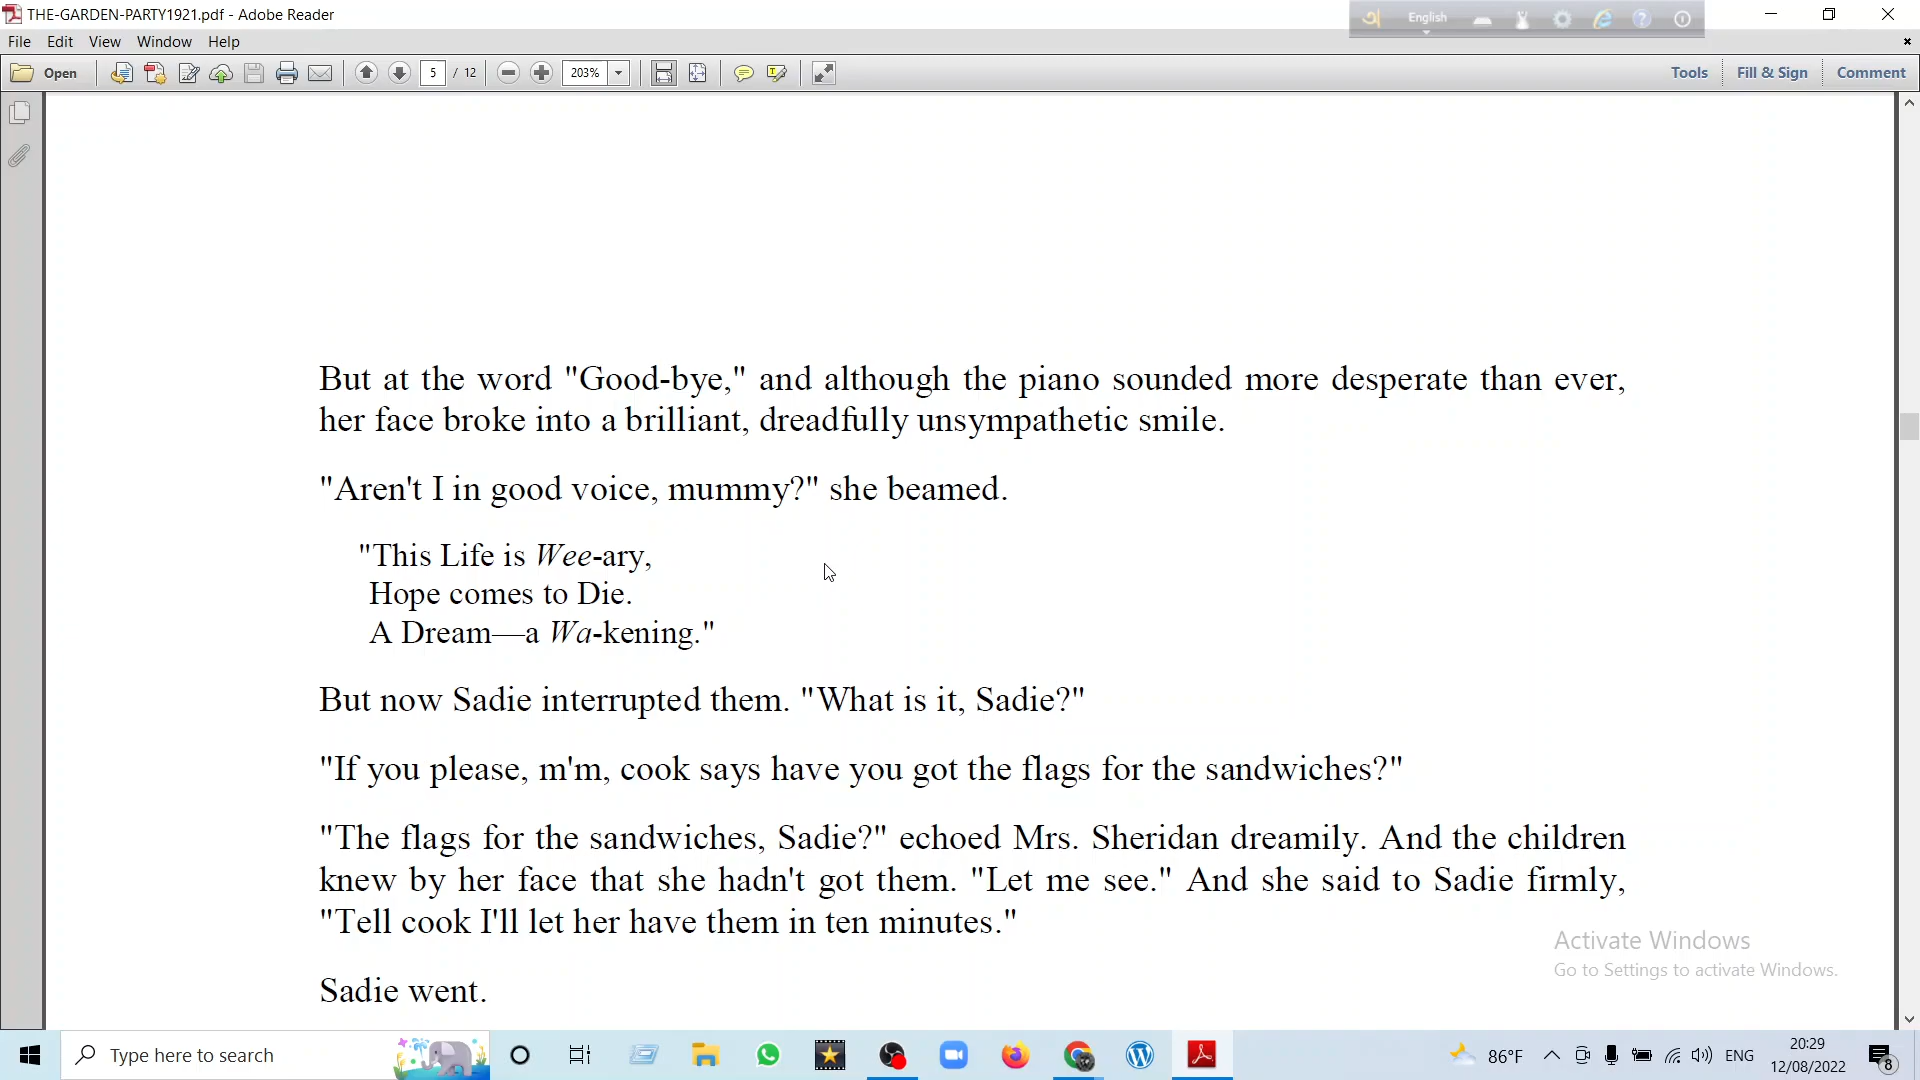 THE-GARDEN-PARTY1921.pdf - Adobe Reader
English
File Edit View Window Help
Open 5 / 12 203% Tools Fill & Sign Comment
But at the word "Good-bye," and although the piano sounded more desperate than ever,
her face broke into a brilliant, dreadfully unsympathetic smile.
"Aren't I in good voice, mummy?" she beamed.
"This Life is Wee-ary,
Hope comes to Die.
A Dream—a Wa-kening."
But now Sadie interrupted them. "What is it, Sadie?"
"If you please, m'm, cook says have you got the flags for the sandwiches?"
"The flags for the sandwiches, Sadie?" echoed Mrs. Sheridan dreamily. And the children
knew by her face that she hadn't got them. "Let me see." And she said to Sadie firmly,
"Tell cook I'll let her have them in ten minutes."
Sadie went.
Activate Windows
Go to Settings to activate Windows.
Type here to search
86°F
ENG
20:29
12/08/2022
8